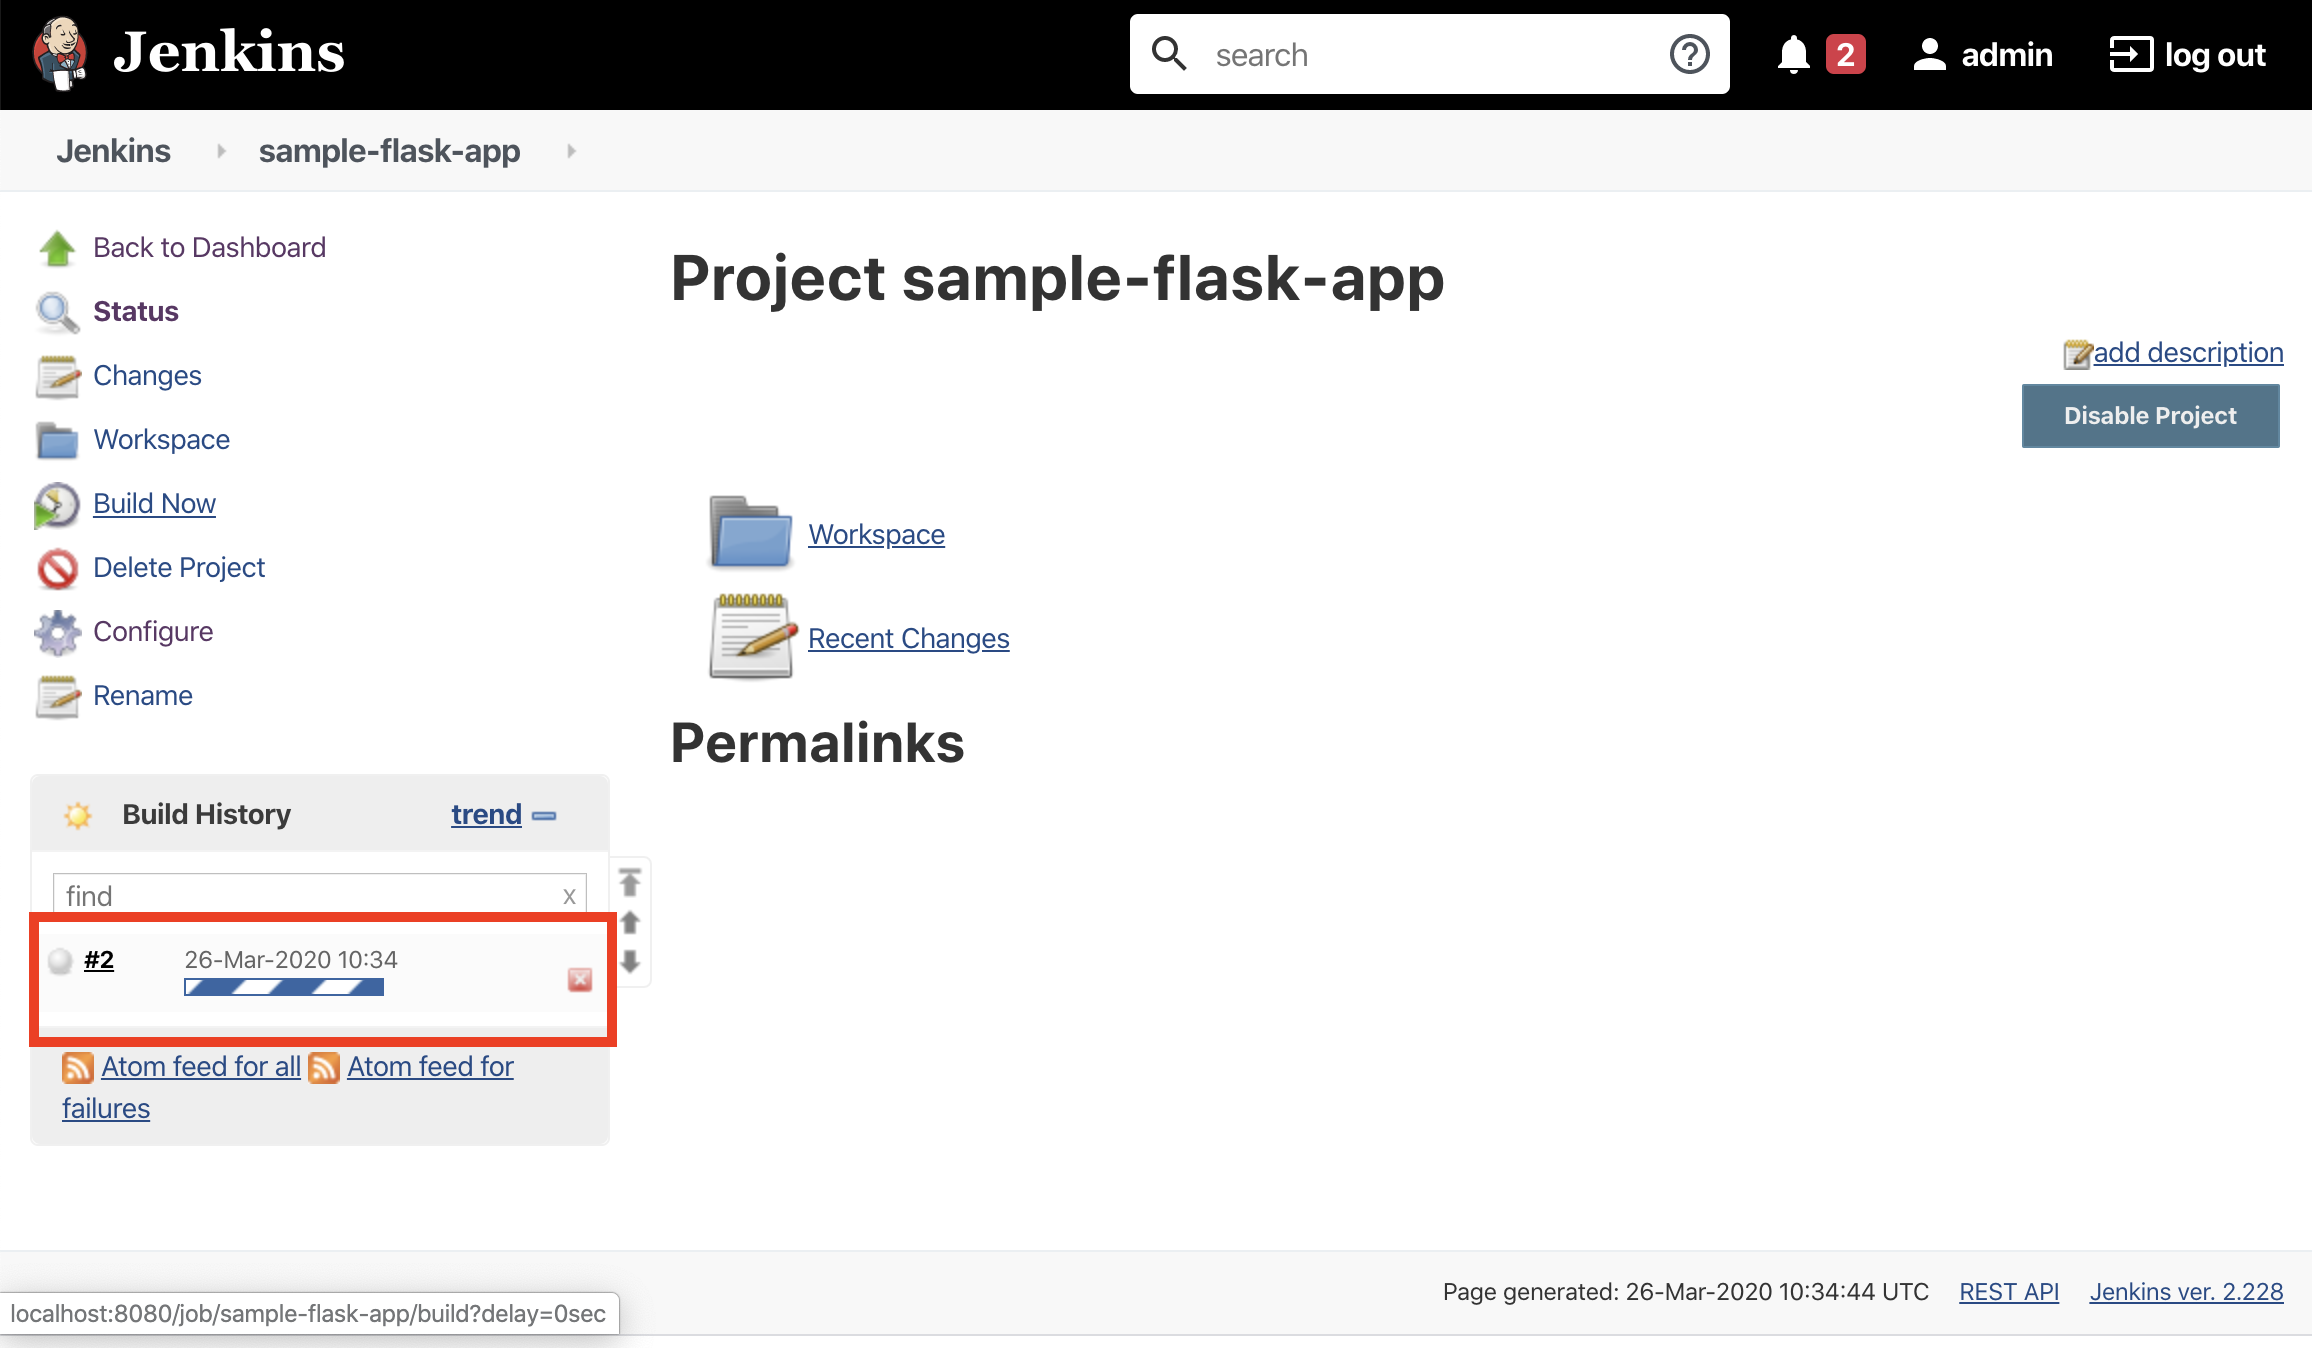 Jenkins
search
2
admin
log out
Jenkins
sample-flask-app
Back to Dashboard
Status
Changes
Workspace
Build Now
Delete Project
Configure
Rename
Project sample-flask-app
add description
Disable Project
Workspace
Recent Changes
Permalinks
Build History
trend
find
x
#2
26-Mar-2020 10:34
Atom feed for all Atom feed for
failures
Page generated: 26-Mar-2020 10:34:44 UTC
REST API
Jenkins ver. 2.228
localhost:8080/job/sample-flask-app/build?delay=0sec